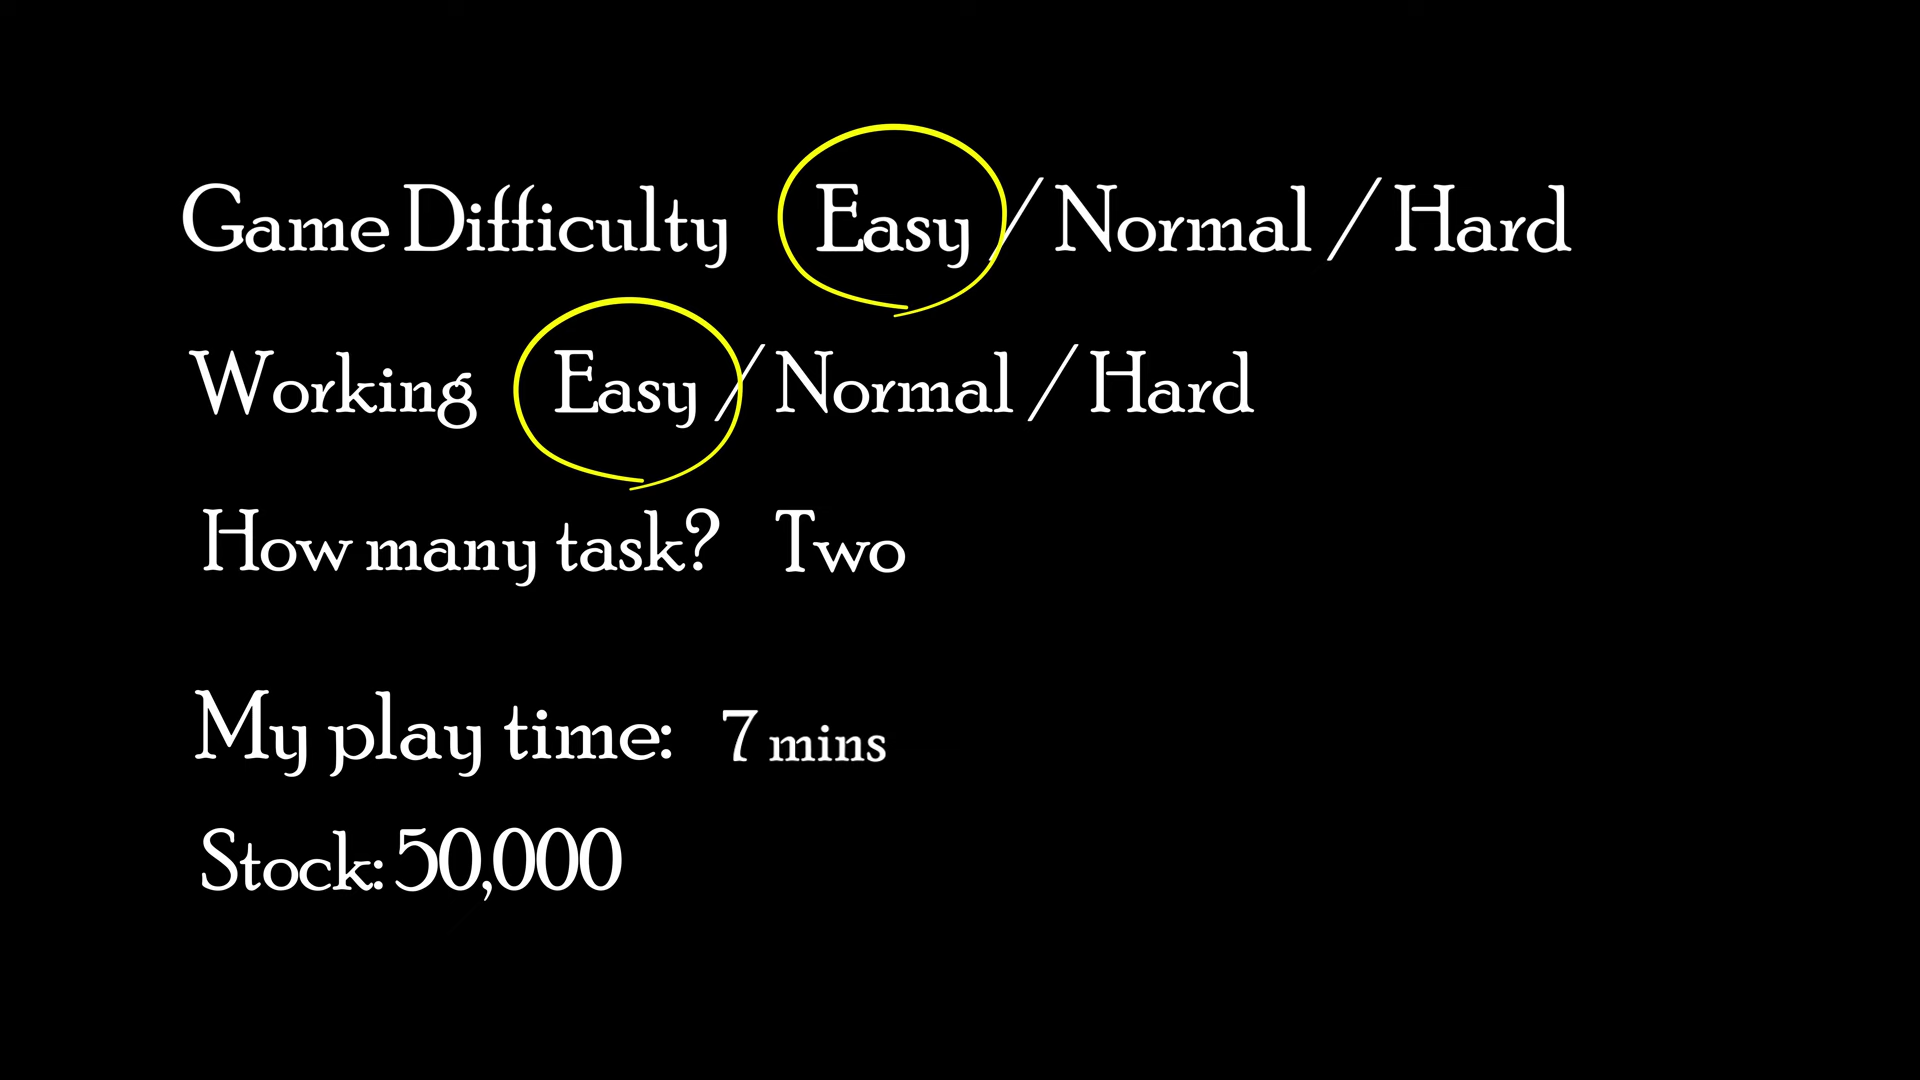 Game Difficulty Easy / Normal / Hard
Working Easy / Normal / Hard
How many task? Two
My play time: 7 mins
Stock: 50,000